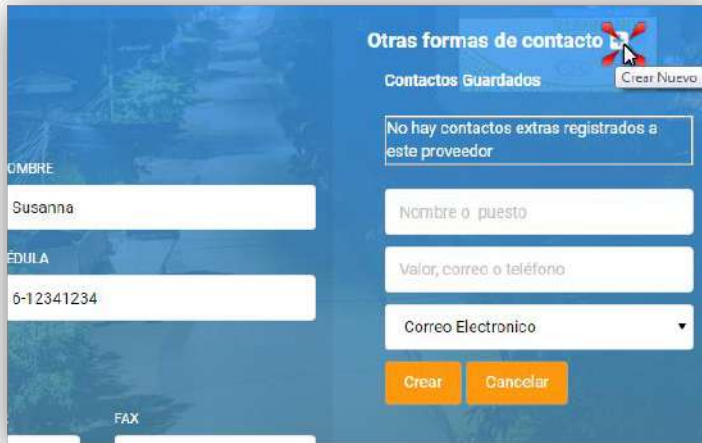 Otras formas de contacto
Crear Nuevo
Contactos Guardados
No hay contactos extras registrados a
este proveedor
OMBRE
Susanna
Nombre o puesto
ÉDULA
Valor, correo o teléfono
6-12341234
Correo Electronico
Crear
Cancelar
FAX